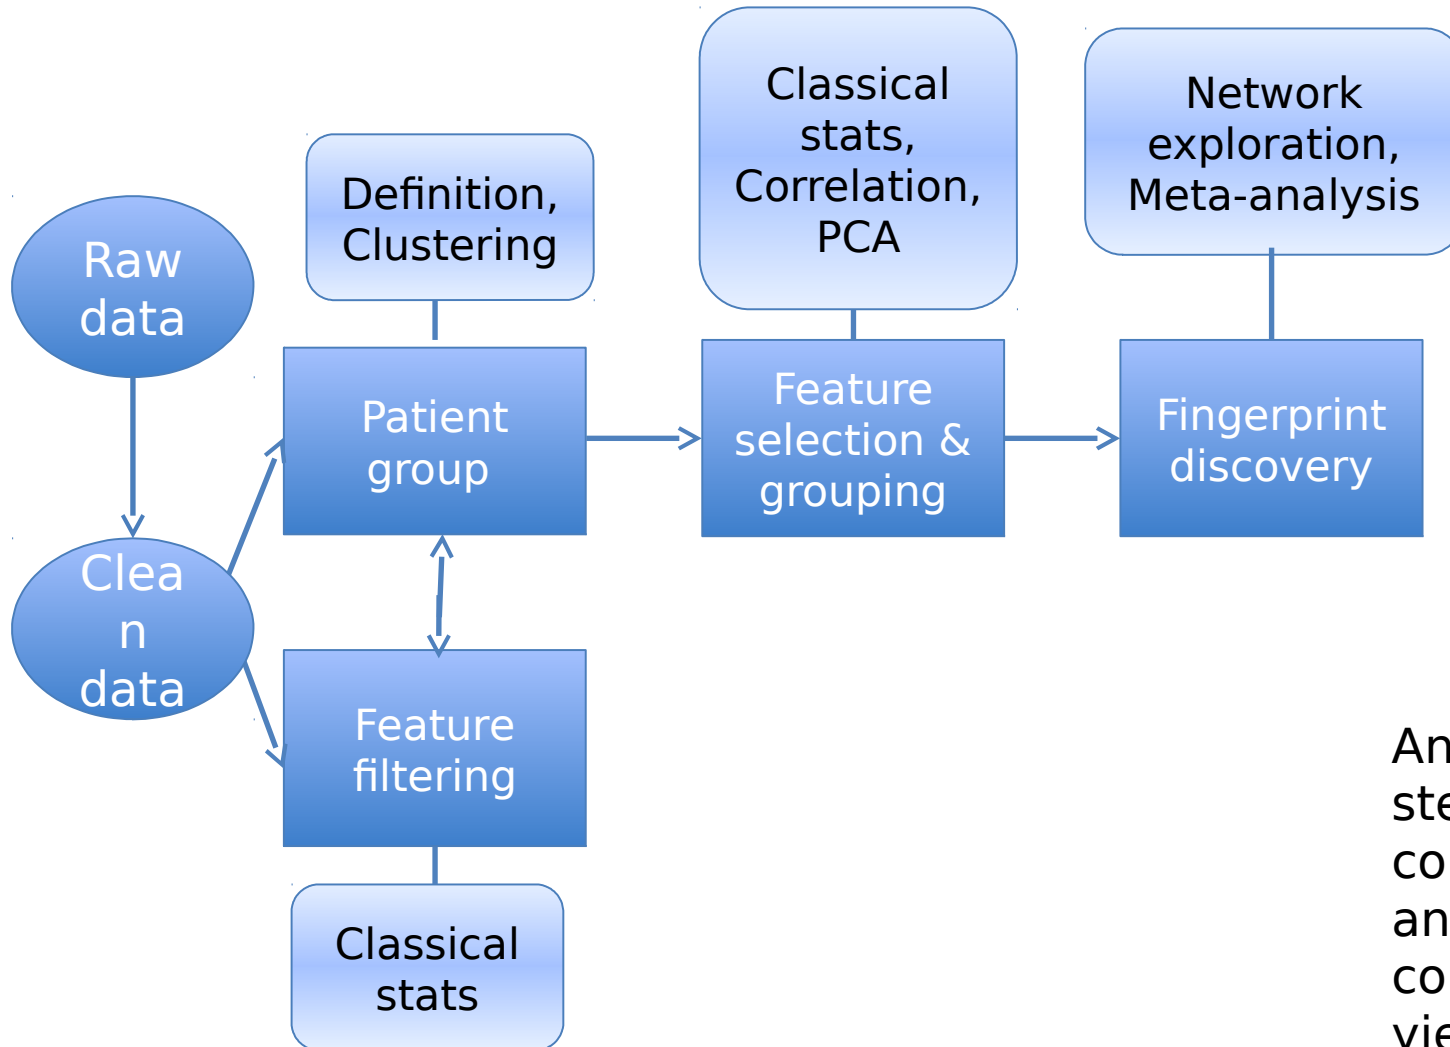 Raw
data
Clea
n
data
Definition,
Clustering
Patient
group
Feature
filtering
Classical
stats
Classical
stats,
Correlation,
PCA
Feature
selection &
grouping
Network
exploration,
Meta-analysis
Fingerprint
discovery